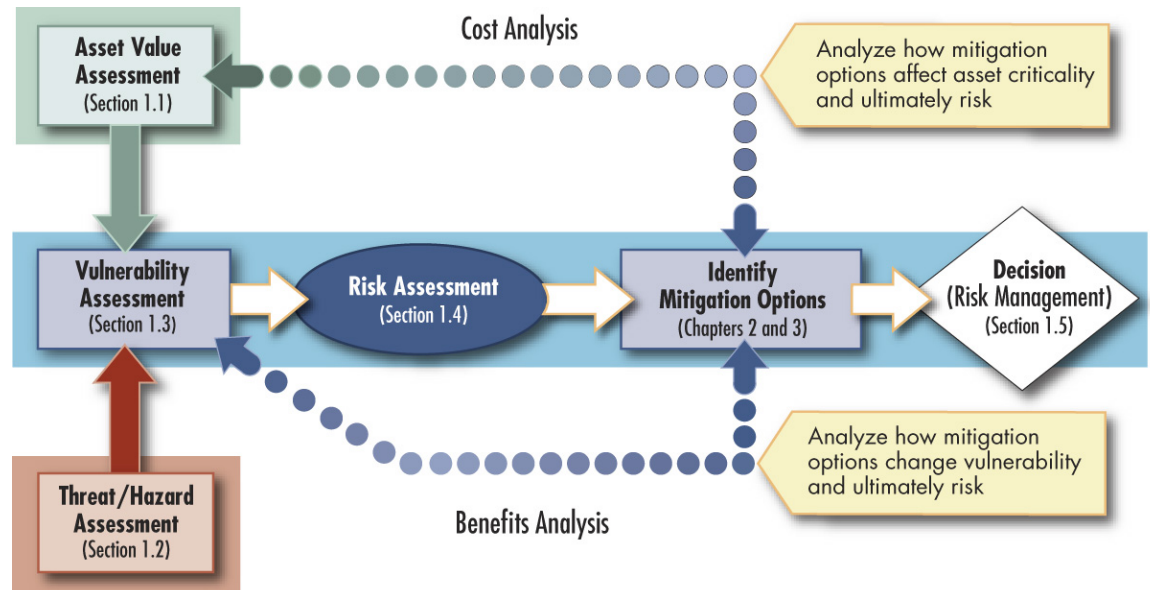 Asset Value
Assessment
(Section 1.1)
Cost Analysis
Analyze how mitigation
options affect asset criticality
and ultimately risk
Vulnerability
Assessment
(Section 1.3)
Risk Assessment
(Section 1.4)
Identify
Mitigation Options
(Chapters 2 and 3)
Decision
(Risk Management)
(Section 1.5)
Threat/Hazard
Assessment
(Section 1.2)
Benefits Analysis
Analyze how mitigation
options change vulnerability
and ultimately risk